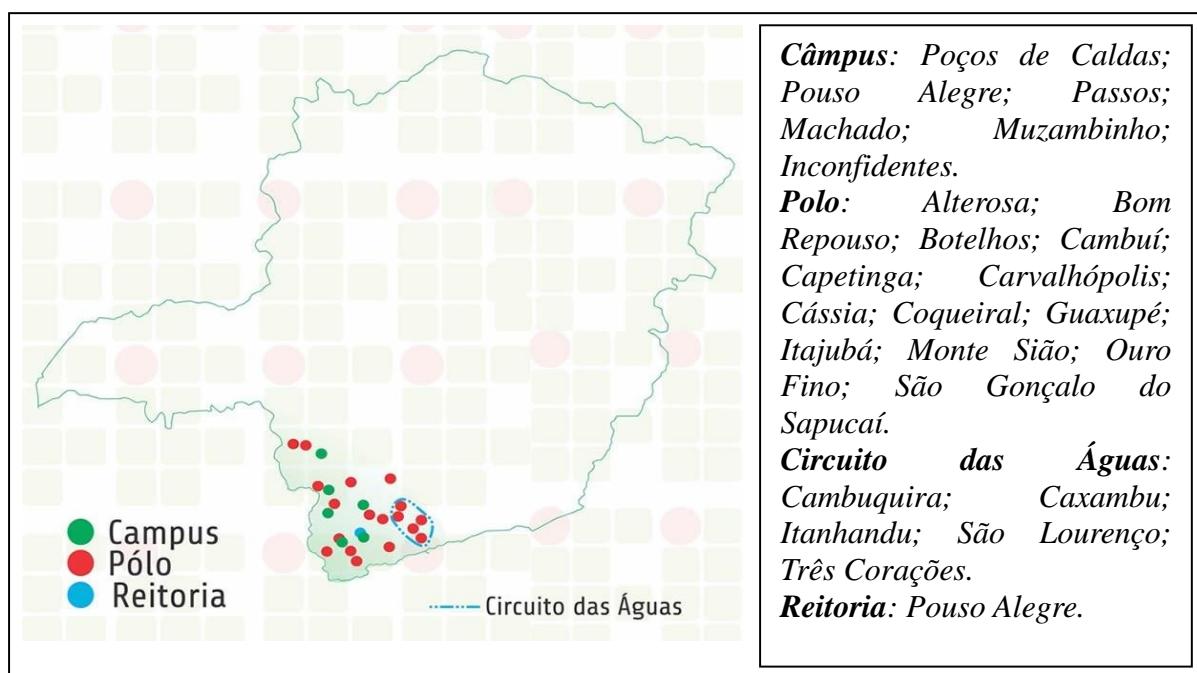 Campus
Pólo
Reitoria
Circuito das Águas
Câmpus: Poços de Caldas;
Pouso Alegre; Passos;
Machado; Muzambinho;
Inconfidentes.
Polo: Alterosa; Bom
Repouso; Botelhos; Cambuí;
Capetinga; Carvalhópolis;
Cássia; Coqueiral; Guaxupé;
Itajubá; Monte Sião; Ouro
Fino; São Gonçalo do
Sapucaí.
Circuito das Águas:
Cambuquira; Caxambu;
Itanhandu; São Lourenço;
Três Corações.
Reitoria: Pouso Alegre.